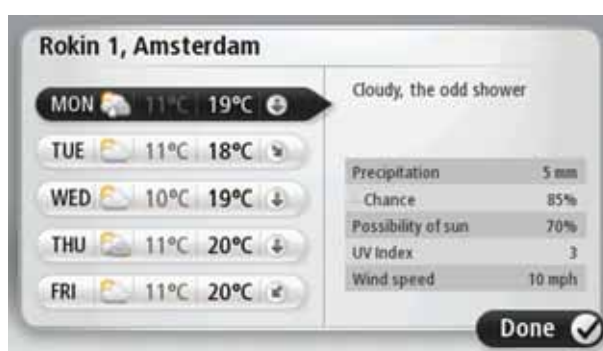 Rokin 1, Amsterdam
MON 11°C 19°C
TUE 11°C 18°C
WED 10°C 19°C
THU 11°C 20°C
FRI 11°C 20°C
Cloudy, the odd shower
Precipitation 5 mm
Chance 85%
Possibility of sun 70%
UV Index 3
Wind speed 10 mph
Done